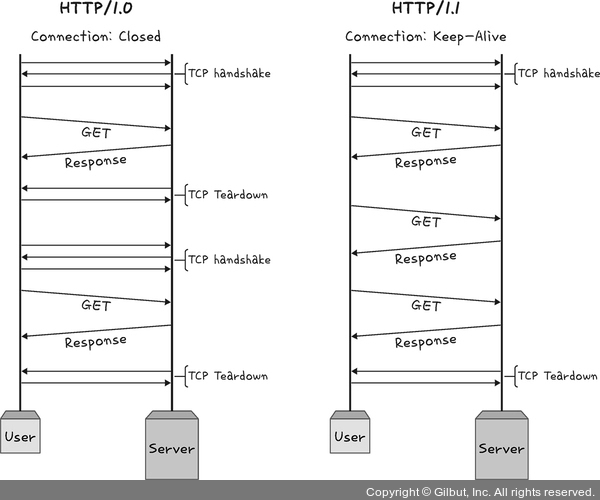 HTTP/1.0
Connection: Closed
TCP handshake
GET
Response
TCP Teardown
TCP handshake
GET
Response
TCP Teardown
User
Server
HTTP/1.1
Connection: Keep-Alive
TCP handshake
GET
Response
GET
Response
GET
Response
TCP Teardown
User
Server
Copyright © Gilbut, Inc. All rights reserved.